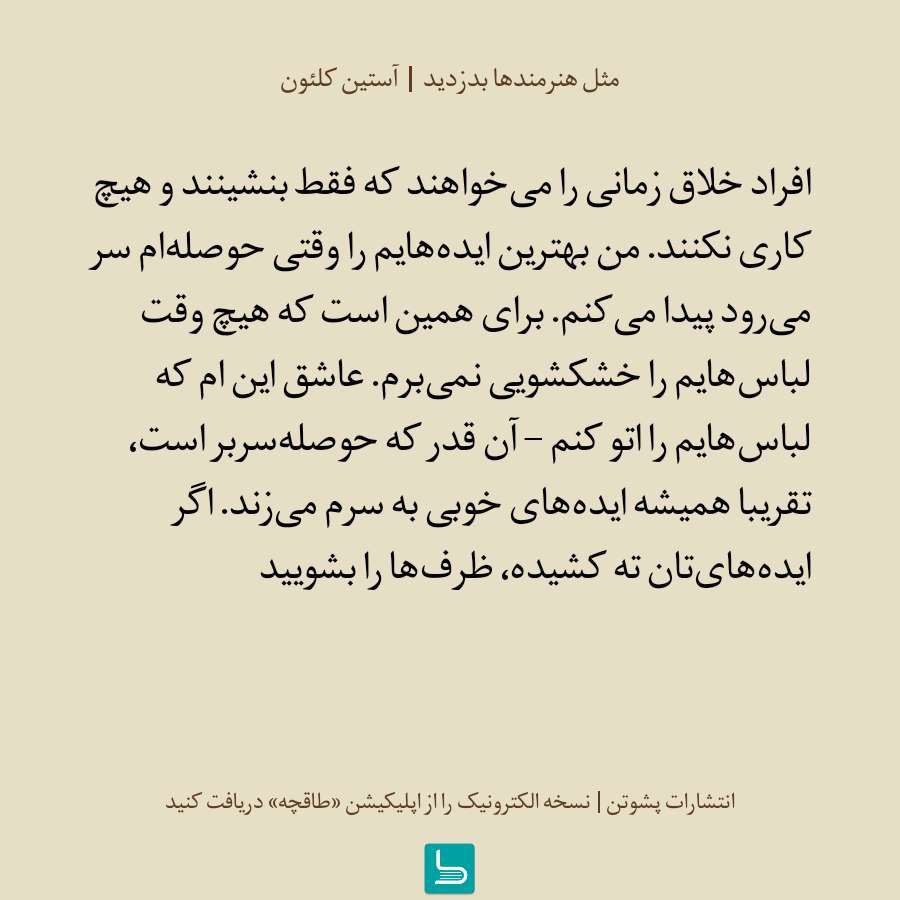 مثل هنرمندها بدزدید | آستین کلئون
افراد خلاق زمانی را می‌خواهند که فقط بنشینند و هیچ
کاری نکنند. من بهترین ایده‌هایم را وقتی حوصله‌ام سر
می‌رود پیدا می‌کنم. برای همین است که هیچ وقت
لباس‌هایم را خشکشویی نمی‌برم. عاشق این ام که
لباس‌هایم را اتو کنم – آن قدر که حوصله‌سربر است،
تقریبا همیشه ایده‌های خوبی به سرم می‌زند. اگر
ایده‌های‌تان ته کشیده، ظرف‌ها را بشویید
انتشارات پشوتن | نسخه الکترونیک را از اپلیکیشن «طاقچه» دریافت کنید